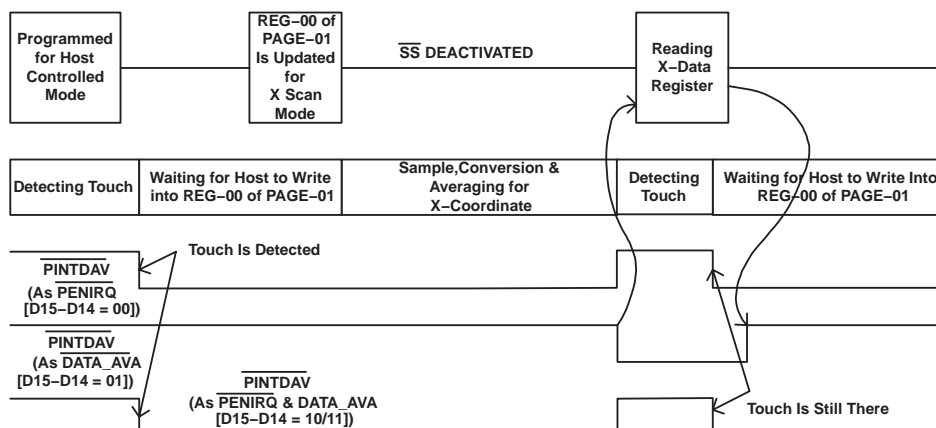 Programmed
for Host
Controlled
Mode
REG–00 of
PAGE–01
Is Updated
for
X Scan
Mode
SS DEACTIVATED
Reading
X–Data
Register
Detecting Touch
Waiting for Host to Write
into REG–00 of PAGE–01
Sample,Conversion &
Averaging for
X–Coordinate
Detecting
Touch
Waiting for Host to Write Into
REG–00 of PAGE–01
Touch Is Detected
PINTDAV
(As PENIRQ
[D15–D14 = 00])
PINTDAV
(As DATA_AVA
[D15–D14 = 01])
PINTDAV
(As PENIRQ & DATA_AVA
[D15–D14 = 10/11])
Touch Is Still There